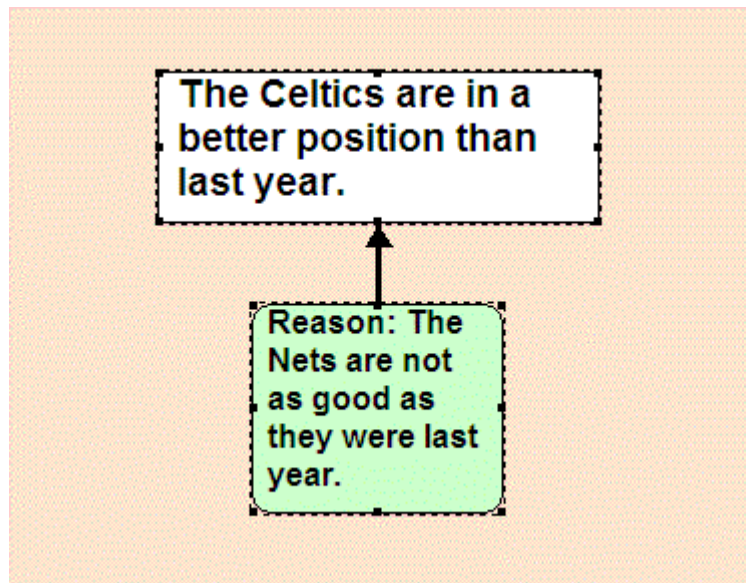 The Celtics are in a
better position than
last year.
Reason: The
Nets are not
as good as
they were last
year.